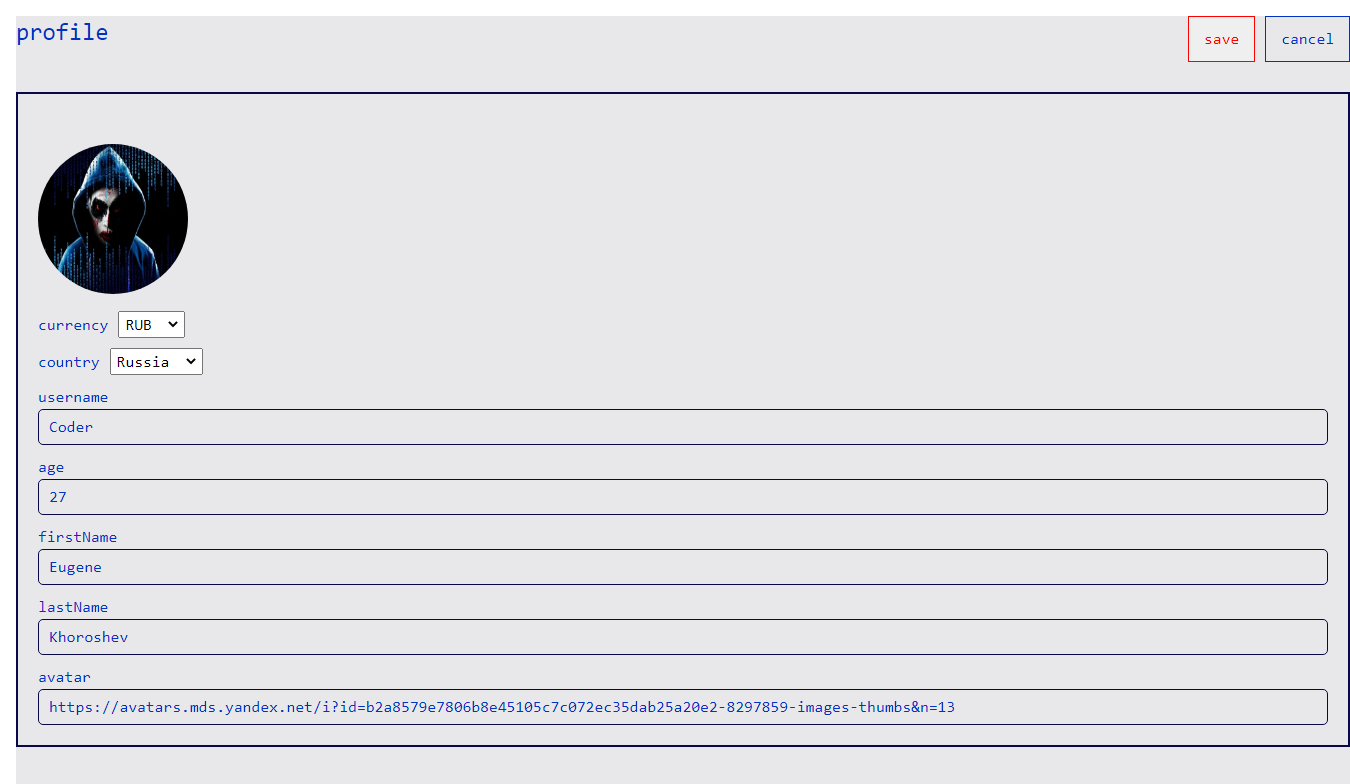 profile
save
cancel
currency RUB
country Russia
username
Coder
age
27
firstName
Eugene
lastName
Khoroshev
avatar
https://avatars.mds.yandex.net/i?id=b2a8579e7806b8e45105c7c072ec35dab25a20e2-8297859-images-thumbs&n=13